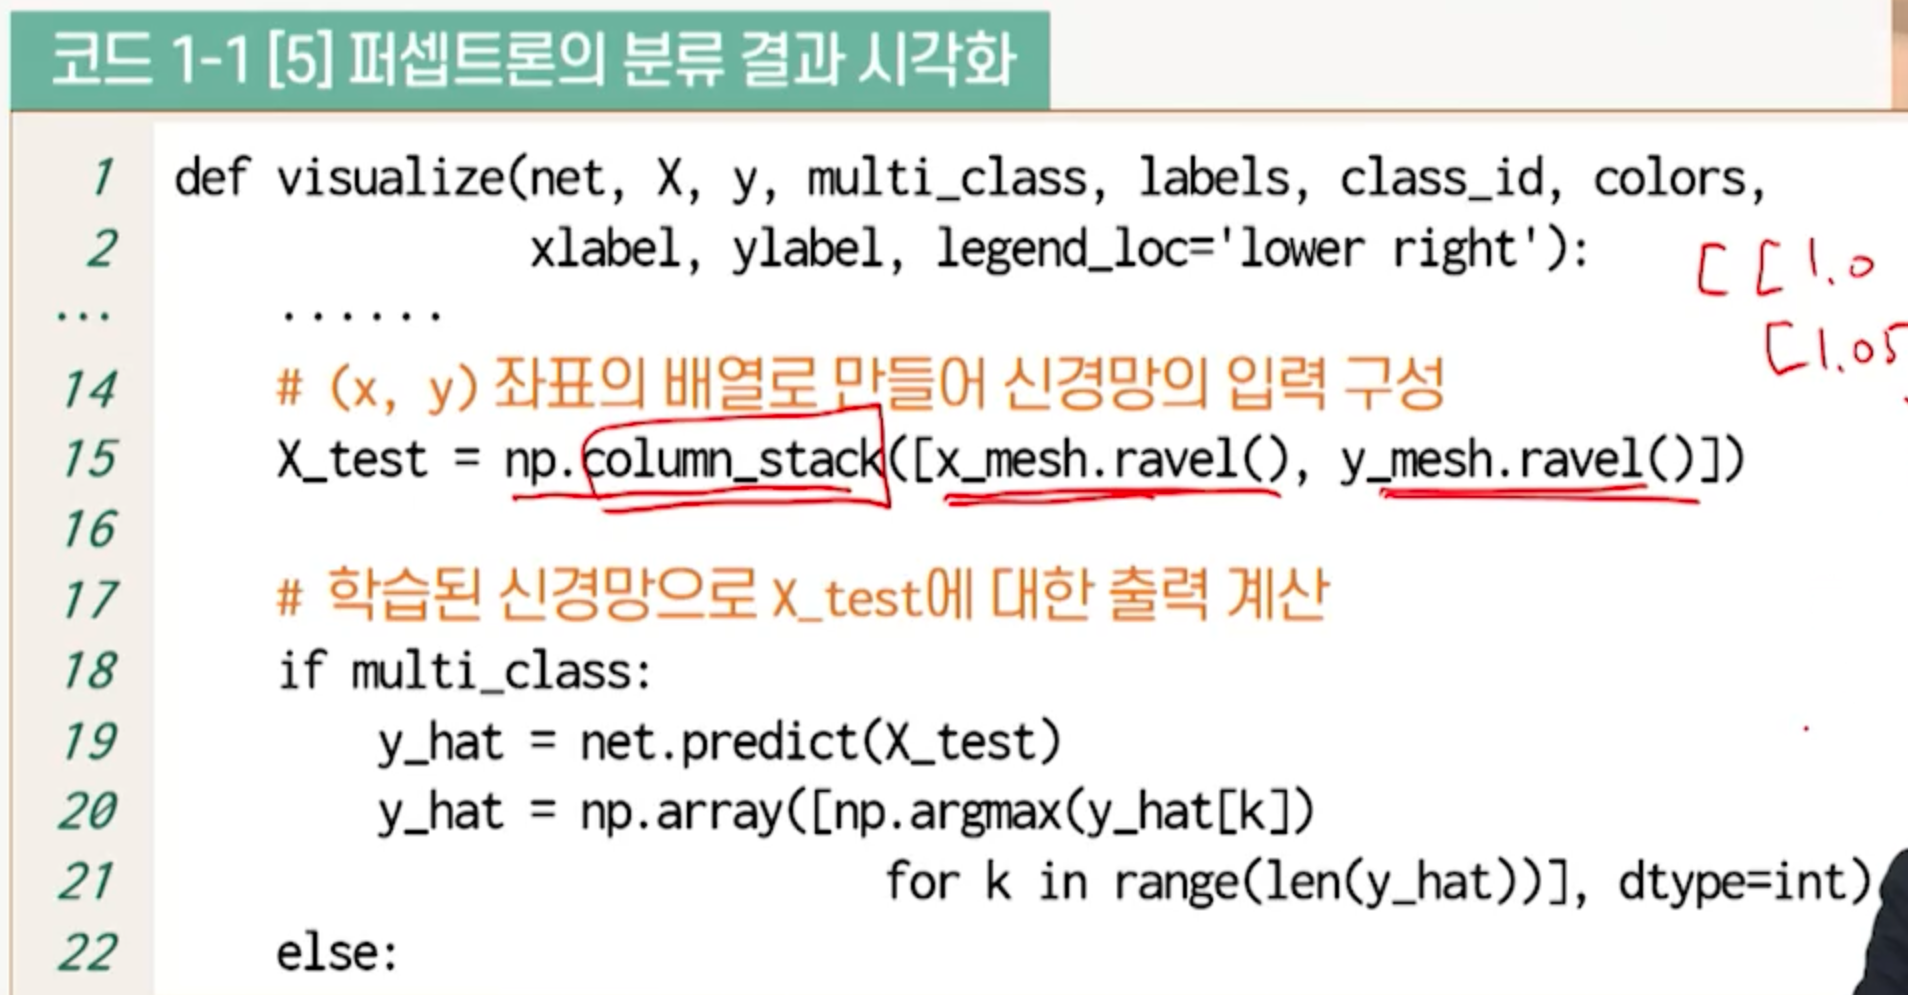 코드 1-1 [5] 퍼셉트론의 분류 결과 시각화
1 def visualize(net, X, y, multi_class, labels, class_id, colors,
2 xlabel, ylabel, legend_loc='lower right'):
[ [ 1.0
... ......
[1.05
14 # (x, y) 좌표의 배열로 만들어 신경망의 입력 구성
15 X_test = np.column_stack([x_mesh.ravel(), y_mesh.ravel()])
16
17 # 학습된 신경망으로 X_test에 대한 출력 계산
18 if multi_class:
19 y_hat = net.predict(X_test)
20 y_hat = np.array([np.argmax(y_hat[k])
21 for k in range(len(y_hat))], dtype=int)
22 else: